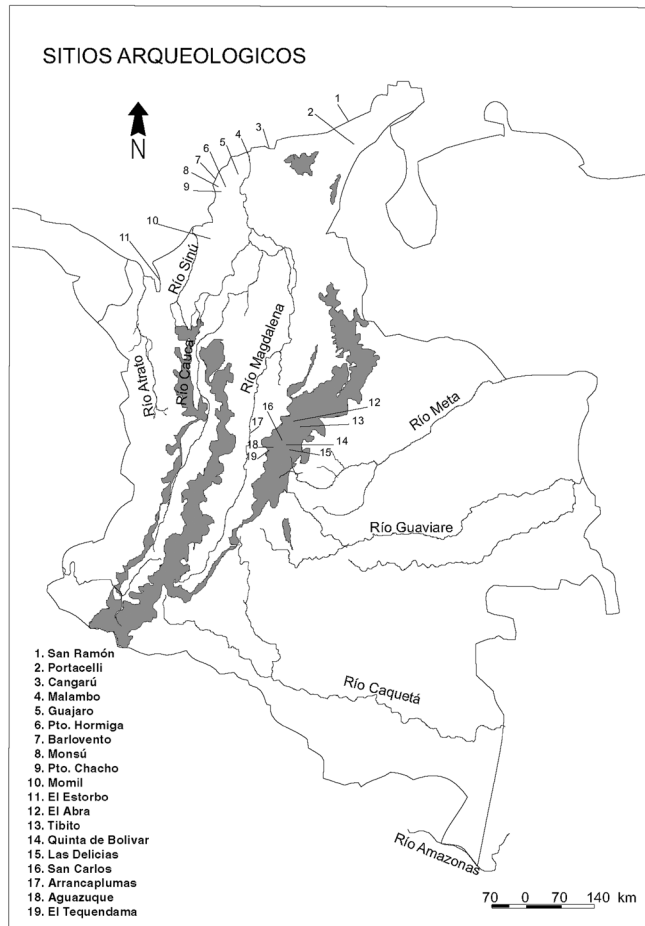 SITIOS ARQUEOLOGICOS
N
1
2
3
4
5
6
7
8
9
10
11
Río Sinú
Río Magdalena
Río Cauca
Río Atrato
12
13
14
15
16
17
18
19
Río Meta
Río Guaviare
Río Caquetá
Río Amazonas
1. San Ramón
2. Portacelli
3. Cangarú
4. Malambo
5. Guajaro
6. Pto. Hormiga
7. Barlovento
8. Monsú
9. Pto. Chacho
10. Momil
11. El Estorbo
12. El Abra
13. Tibito
14. Quinta de Bolivar
15. Las Delicias
16. San Carlos
17. Arrancaplumas
18. Aguazuque
19. El Tequendama
70 0 70 140 km